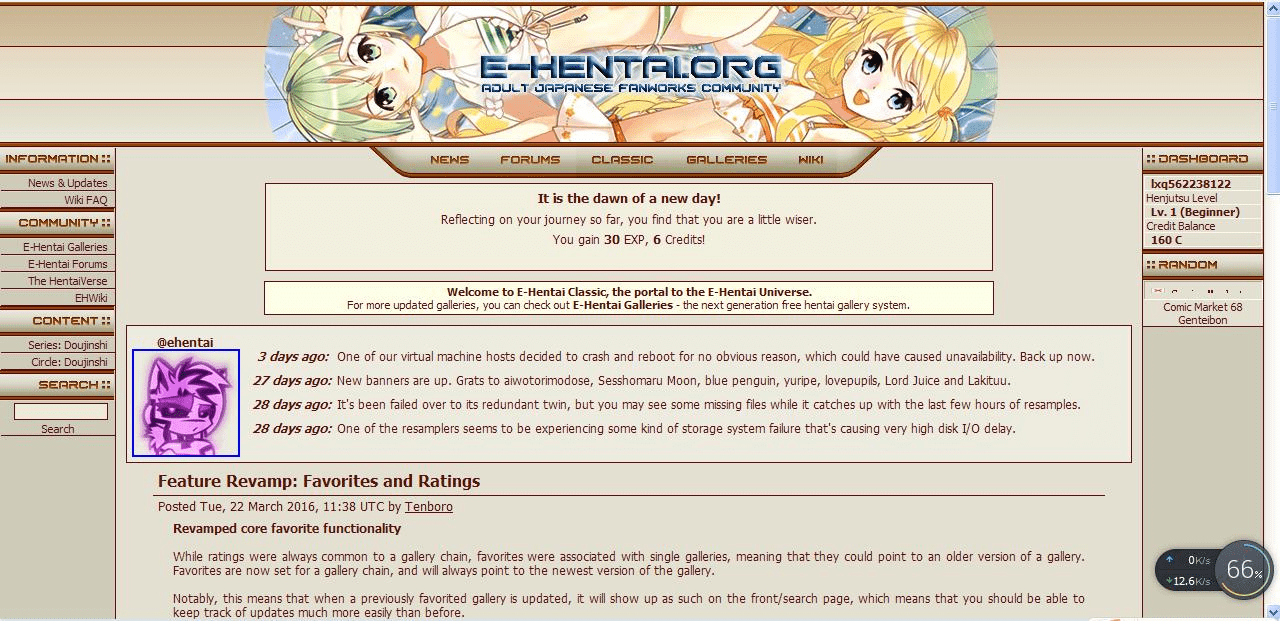 E-HENTAI.ORG
ADULT JAPANESE FANWORKS COMMUNITY
NEWS FORUMS CLASSIC GALLERIES WIKI
INFORMATION ::
News & Updates
Wiki FAQ
COMMUNITY ::
E-Hentai Galleries
E-Hentai Forums
The HentaiVerse
EHWiki
CONTENT ::
Series: Doujinshi
Circle: Doujinshi
SEARCH ::
Search
It is the dawn of a new day!
Reflecting on your journey so far, you find that you are a little wiser.
You gain 30 EXP, 6 Credits!
Welcome to E-Hentai Classic, the portal to the E-Hentai Universe.
For more updated galleries, you can check out E-Hentai Galleries - the next generation free hentai gallery system.
@ehentai
3 days ago: One of our virtual machine hosts decided to crash and reboot for no obvious reason, which could have caused unavailability. Back up now.
27 days ago: New banners are up. Grats to aiwotorimodose, Sesshomaru Moon, blue penguin, yuripe, lovepupils, Lord Juice and Lakituu.
28 days ago: It's been failed over to its redundant twin, but you may see some missing files while it catches up with the last few hours of resamples.
28 days ago: One of the resamplers seems to be experiencing some kind of storage system failure that's causing very high disk I/O delay.
Feature Revamp: Favorites and Ratings
Posted Tue, 22 March 2016, 11:38 UTC by Tenboro
Revamped core favorite functionality
While ratings were always common to a gallery chain, favorites were associated with single galleries, meaning that they could point to an older version of a gallery.
Favorites are now set for a gallery chain, and will always point to the newest version of the gallery.
Notably, this means that when a previously favorited gallery is updated, it will show up as such on the front/search page, which means that you should be able to
keep track of updates much more easily than before.
:: DASHBOARD
lxq562238122
Henjutsu Level
Lv. 1 (Beginner)
Credit Balance
160 C
:: RANDOM
Comic Market 68
Genteibon
0K/s
12.6K/s
66%